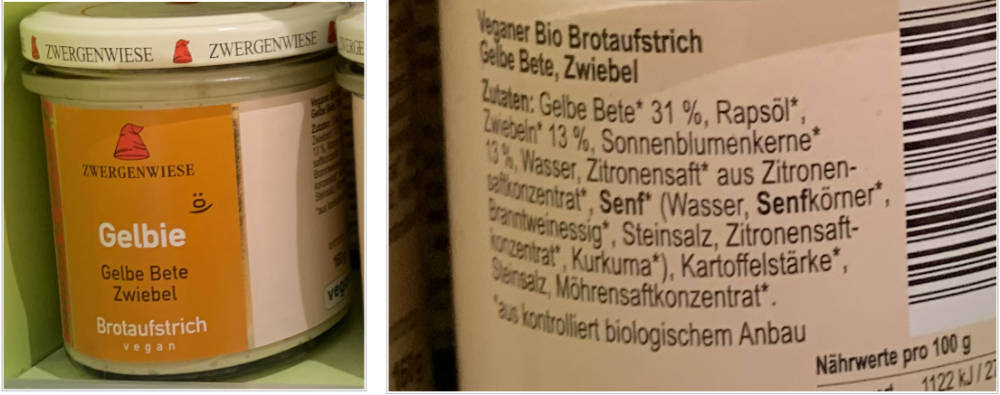 ZWERGENWIESE
ZWERGENWIESE
ZWERGENWIESE
Gelbie
Gelbe Bete
Zwiebel
Brotaufstrich
vegan
Veganer Bio Brotaufstrich
Gelbe Bete, Zwiebel
Zutaten: Gelbe Bete* 31 %, Rapsöl*,
Zwiebeln* 13 %, Sonnenblumenkerne*
13 %, Wasser, Zitronensaft* aus Zitronen-
saftkonzentrat*, Senf* (Wasser, Senfkörner*,
Branntweinessig*, Steinsalz, Zitronensaft-
konzentrat*, Kurkuma*), Kartoffelstärke*,
Steinsalz, Möhrensaftkonzentrat*.
*aus kontrolliert biologischem Anbau
Nährwerte pro 100 g
1122 kJ / 2